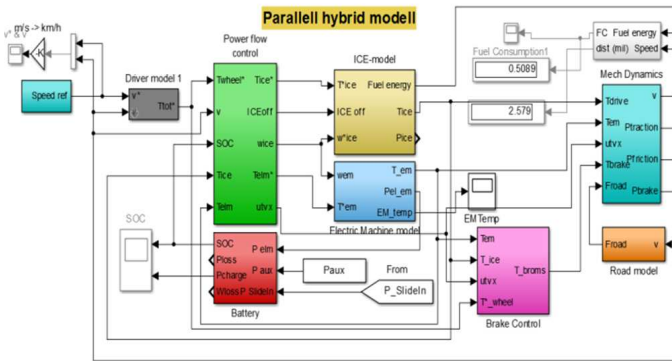 Parallell hybrid modell
m/s -> km/h
v* & v
-K-
Speed ref
Driver model 1
v*
v
Ttot*
Power flow
control
Twheel*
v
SOC
Tice
Telm
Tice*
ICEoff
wice
Telm*
utvx
ICE-model
T*ice
ICE off
w*ice
Fuel energy
Tice
Pice
wem
T*em
T_em
Pel_em
EM_temp
Electric Machine model
SOC
SOC
Ploss
Pcharge
Wloss
P elm
P aux
P_SlideIn
Battery
Paux
From
P_SlideIn
EM Temp
Tem
T_ice
utvx
T*_wheel
T_broms
Brake Control
Fuel Consumption1
0.5089
2.579
FC
dist (mil)
Fuel energy
Speed
Mech Dynamics
Tdrive
Tem
utvx
Tbrake
Froad
v
Ptraction
Pfriction
Pbrake
Froad
v
Road model